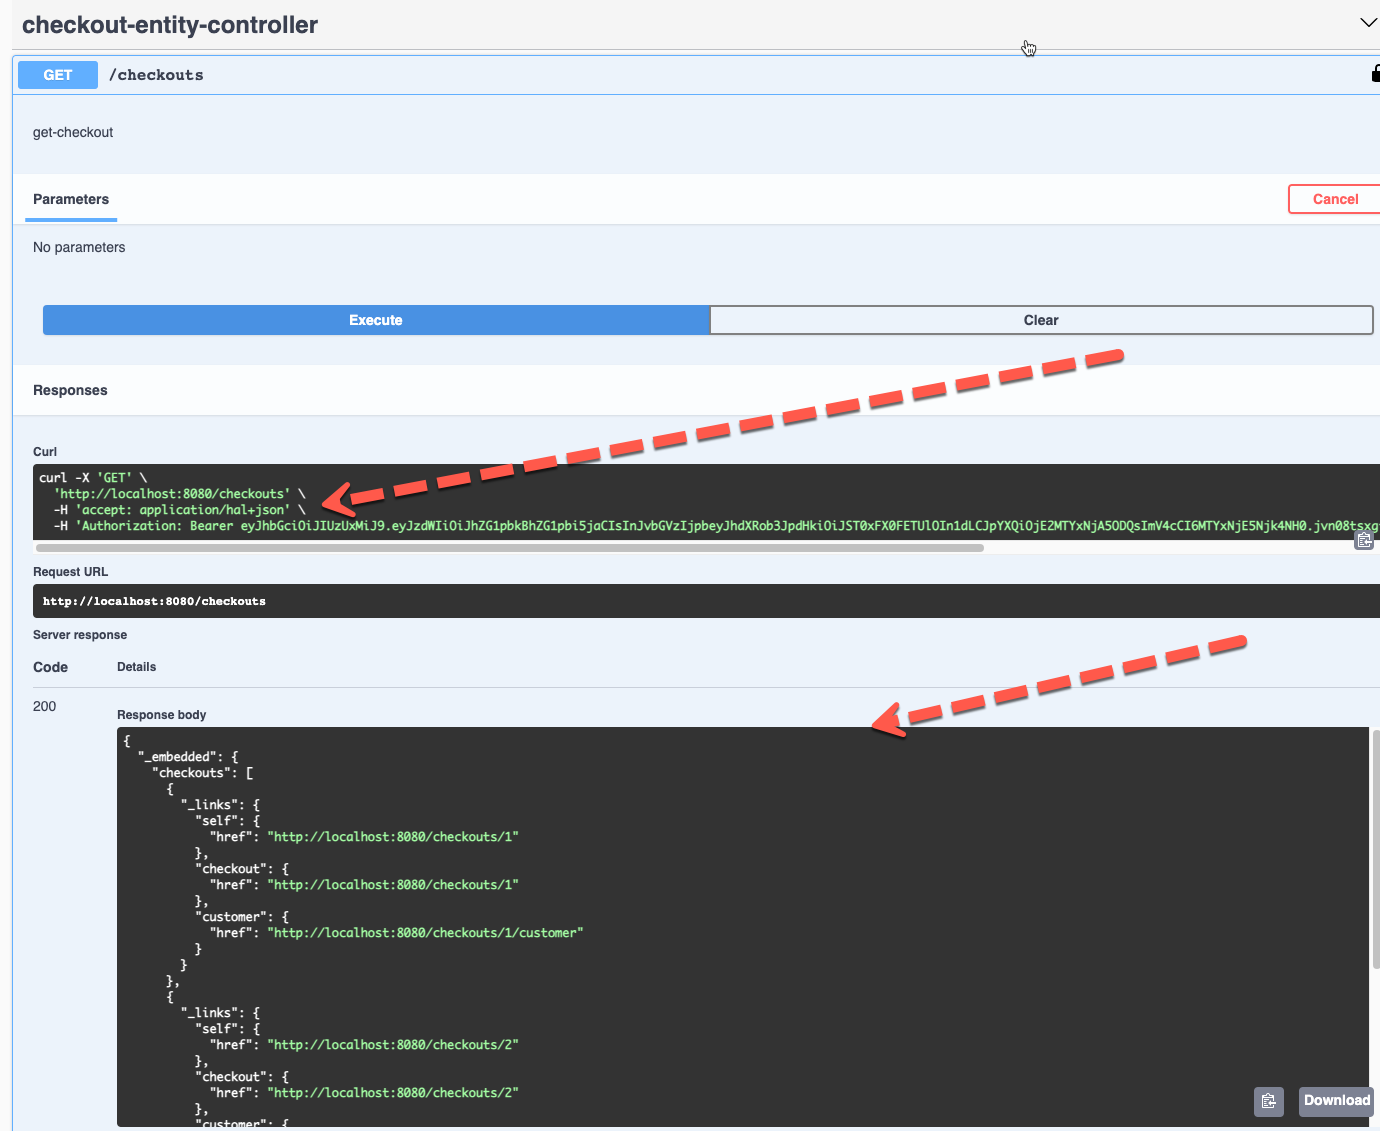 checkout-entity-controller
GET /checkouts
get-checkout
Parameters
Cancel
No parameters
Execute
Clear
Responses
Curl
curl -X 'GET' \
'http://localhost:8080/checkouts' \
-H 'accept: application/hal+json' \
-H 'Authorization: Bearer eyJhbGciOiJIUzUxMiJ9.eyJzdWIiOiJhZG1pbkBhZG1pbi5jaCIsInJvbGVzIjpbeyJhdXRob3JpdHkiOiJST0xFX0FETUlOIn1dLCJpYXQiOjE2MTYxNjA5ODQsImV4cCI6MTYxNjE5Njk4NH0.jvn08tsxg
Request URL
http://localhost:8080/checkouts
Server response
Code
Details
200
Response body
{
"_embedded": {
"checkouts": [
{
"_links": {
"self": {
"href": "http://localhost:8080/checkouts/1"
},
"checkout": {
"href": "http://localhost:8080/checkouts/1"
},
"customer": {
"href": "http://localhost:8080/checkouts/1/customer"
}
}
},
{
"_links": {
"self": {
"href": "http://localhost:8080/checkouts/2"
},
"checkout": {
"href": "http://localhost:8080/checkouts/2"
},
"customer": {
Download